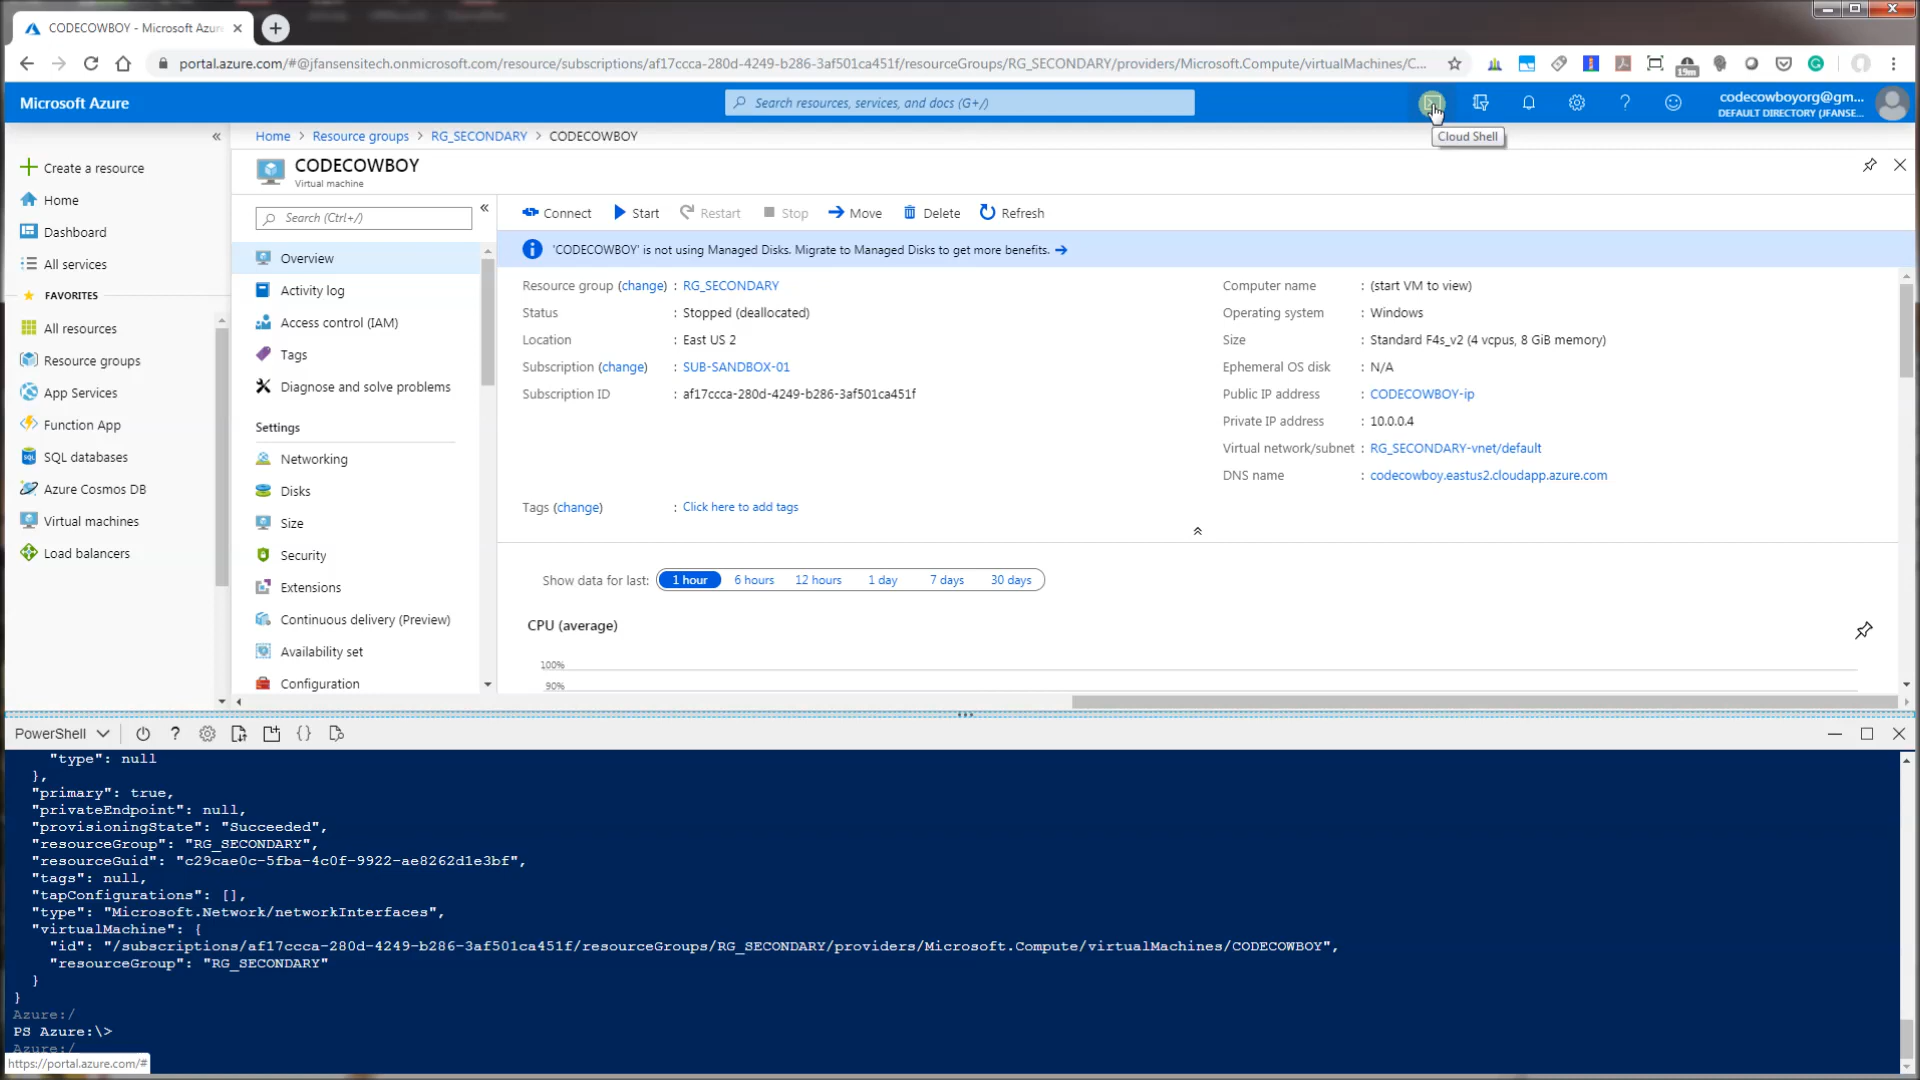 CODECOWBOY - Microsoft Azur
portal.azure.com/#@jfansensitech.onmicrosoft.com/resource/subscriptions/af17ccca-280d-4249-b286-3af501ca451f/resourceGroups/RG_SECONDARY/providers/Microsoft.Compute/virtualMachines/C...
19m
Microsoft Azure
Search resources, services, and docs (G+/)
codecowboyorg@gm...
DEFAULT DIRECTORY (JFANSE...
Cloud Shell
Home > Resource groups > RG_SECONDARY > CODECOWBOY
CODECOWBOY
Virtual machine
Create a resource
Home
Dashboard
All services
FAVORITES
All resources
Resource groups
App Services
Function App
SQL databases
Azure Cosmos DB
Virtual machines
Load balancers
Search (Ctrl+/)
Overview
Activity log
Access control (IAM)
Tags
Diagnose and solve problems
Settings
Networking
Disks
Size
Security
Extensions
Continuous delivery (Preview)
Availability set
Configuration
Connect Start Restart Stop Move Delete Refresh
'CODECOWBOY' is not using Managed Disks. Migrate to Managed Disks to get more benefits. →
Resource group (change) : RG_SECONDARY
Status : Stopped (deallocated)
Location : East US 2
Subscription (change) : SUB-SANDBOX-01
Subscription ID : af17ccca-280d-4249-b286-3af501ca451f
Computer name : (start VM to view)
Operating system : Windows
Size : Standard F4s_v2 (4 vcpus, 8 GiB memory)
Ephemeral OS disk : N/A
Public IP address : CODECOWBOY-ip
Private IP address : 10.0.0.4
Virtual network/subnet : RG_SECONDARY-vnet/default
DNS name : codecowboy.eastus2.cloudapp.azure.com
Tags (change) : Click here to add tags
Show data for last: 1 hour 6 hours 12 hours 1 day 7 days 30 days
CPU (average)
100%
90%
PowerShell
"type": null
},
"primary": true,
"privateEndpoint": null,
"provisioningState": "Succeeded",
"resourceGroup": "RG_SECONDARY",
"resourceGuid": "c29cae0c-5fba-4c0f-9922-ae8262d1e3bf",
"tags": null,
"tapConfigurations": [],
"type": "Microsoft.Network/networkInterfaces",
"virtualMachine": {
"id": "/subscriptions/af17ccca-280d-4249-b286-3af501ca451f/resourceGroups/RG_SECONDARY/providers/Microsoft.Compute/virtualMachines/CODECOWBOY",
"resourceGroup": "RG_SECONDARY"
}
}
Azure:/
PS Azure:\>
Azure:/
https://portal.azure.com/#